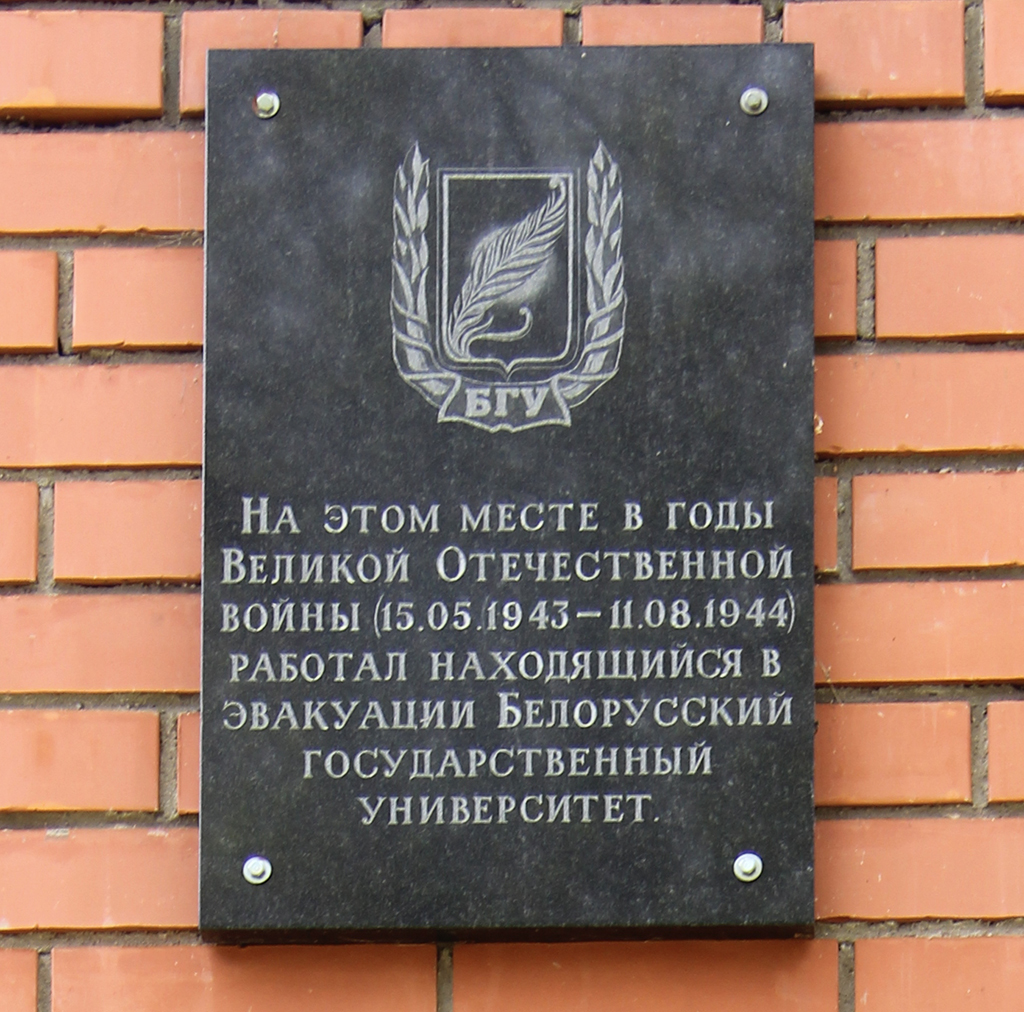 БГУ
На этом месте в годы
Великой Отечественной
войны (15.05.1943 – 11.08.1944)
работал находящийся в
эвакуации Белорусский
государственный
университет.